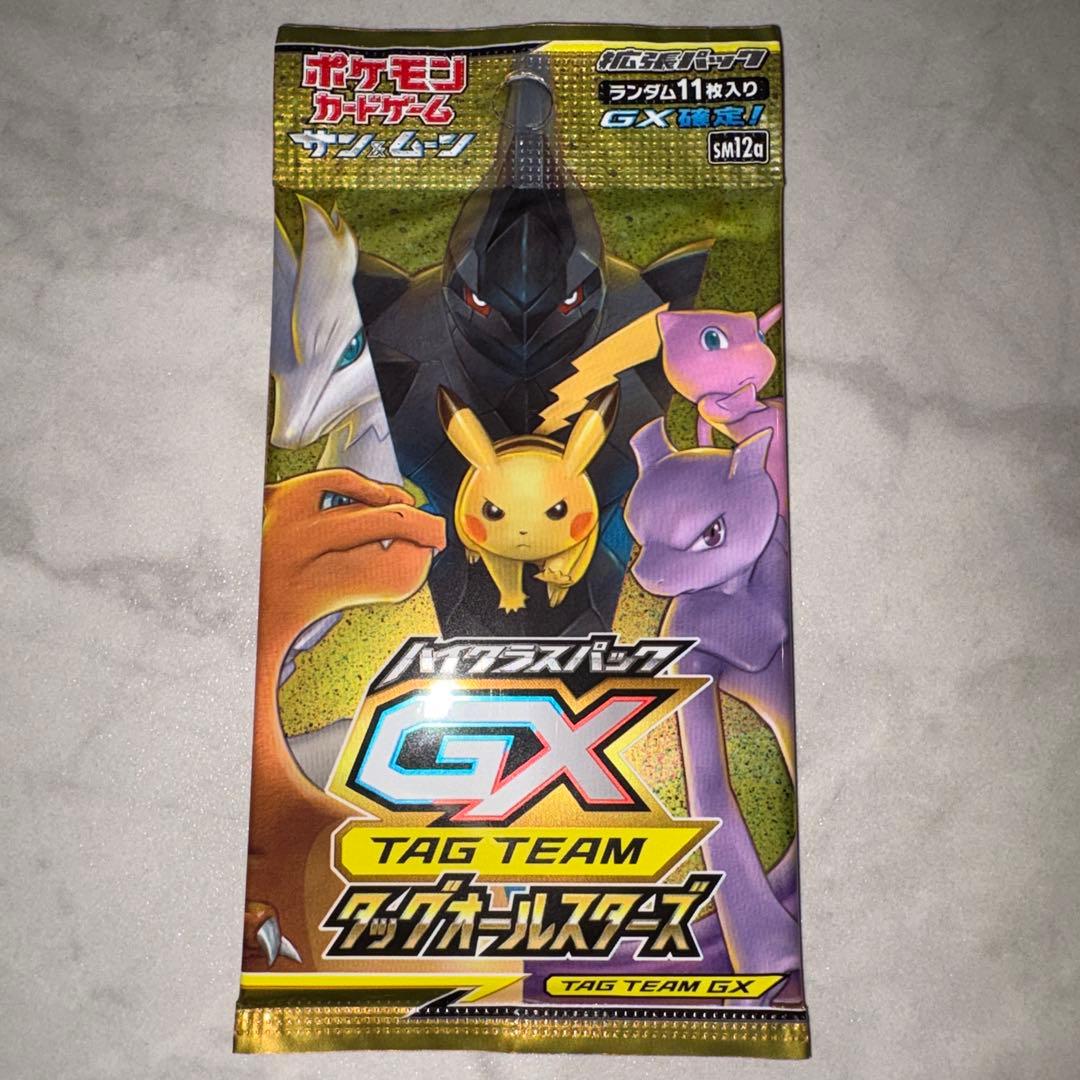 ポケモン
カードゲーム
サン&ムーン
拡張パック
ランダム11枚入り
GX確定!
SM12a
ハイクラスパック
GX
TAG TEAM
タッグオールスターズ
TAG TEAM GX